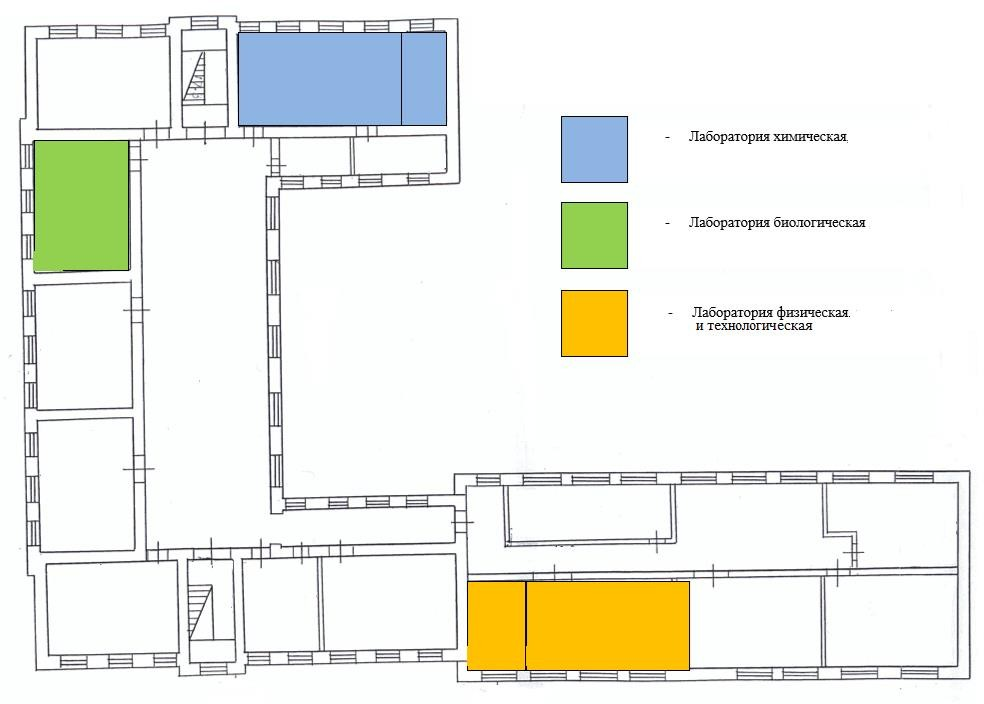 - Лаборатория химическая.
- Лаборатория биологическая
- Лаборатория физическая.
и технологическая